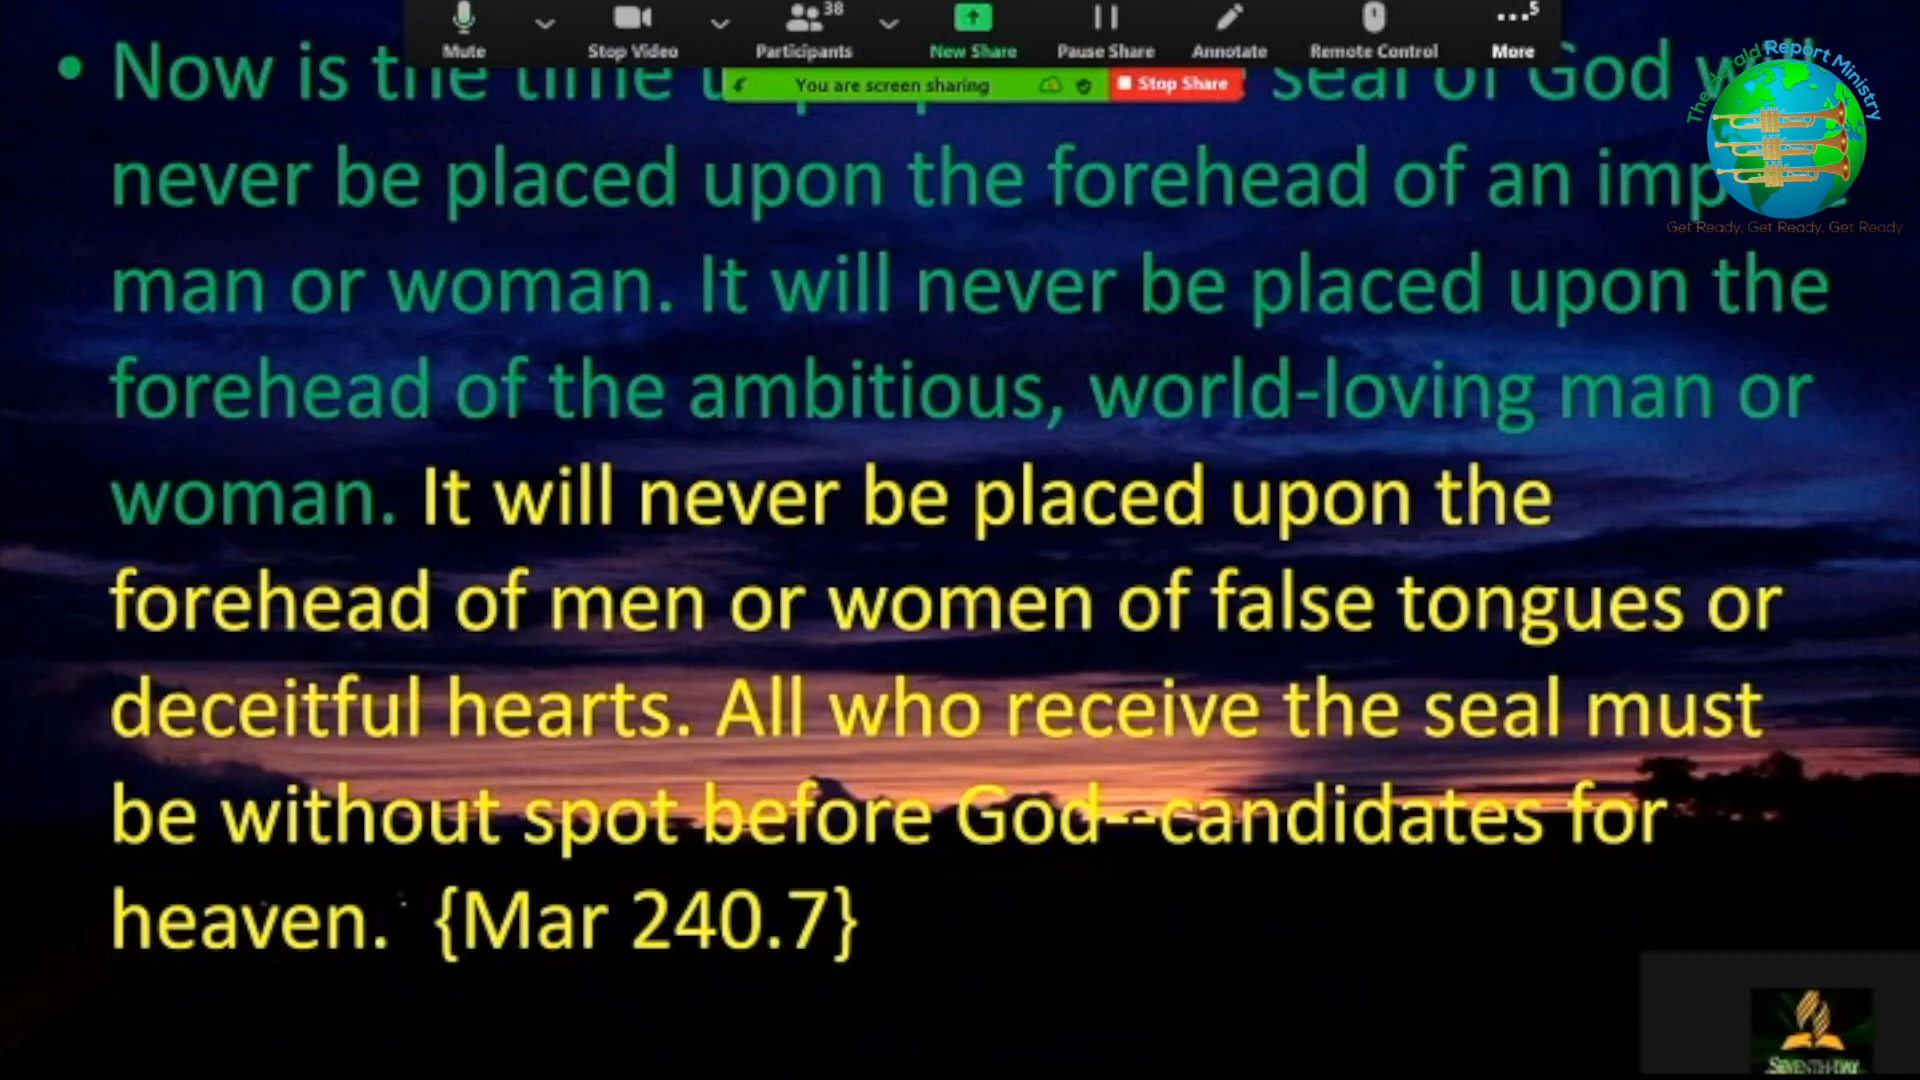 38
5
Mute
Stop Video
Participants
New Share
Pause Share
Annotate
Remote Control
More
You are screen sharing
Stop Share
The Herald Report Ministry
Get Ready, Get Ready, Get Ready
• Now is the time seal of God will
never be placed upon the forehead of an
man or woman. It will never be placed upon the
forehead of the ambitious, world-loving man or
woman. It will never be placed upon the
forehead of men or women of false tongues or
deceitful hearts. All who receive the seal must
be without spot before God--candidates for
heaven. {Mar 240.7}
SEVENTH-DAY